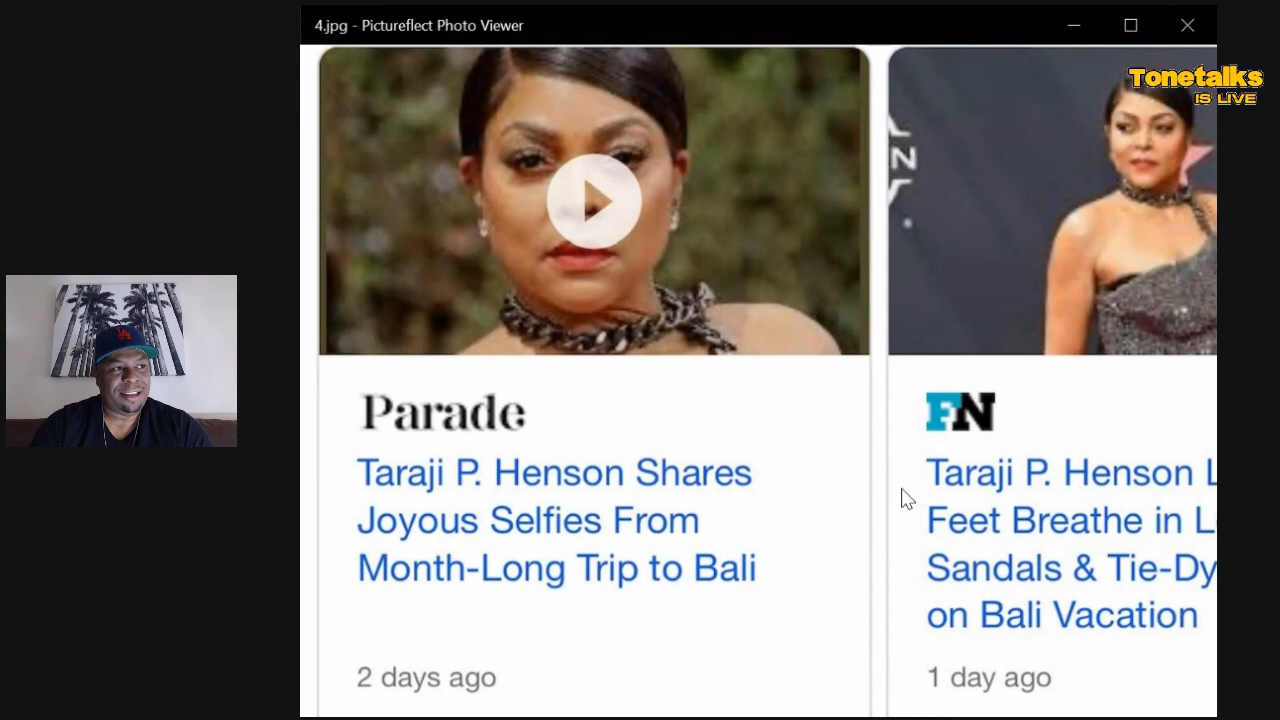 4.jpg - Pictureflect Photo Viewer
Tonetalks
IS LIVE
N
LA
Parade
Taraji P. Henson Shares
Joyous Selfies From
Month-Long Trip to Bali
2 days ago
FN
Taraji P. Henson L
Feet Breathe in L
Sandals & Tie-Dy
on Bali Vacation
1 day ago